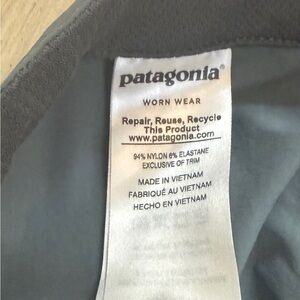 patagonia®
WORN WEAR
Repair, Reuse, Recycle
This Product
www.patagonia.com
94% NYLON 6% ELASTANE
EXCLUSIVE OF TRIM
MADE IN VIETNAM
FABRIQUÉ AU VIETNAM
HECHO EN VIETNAM